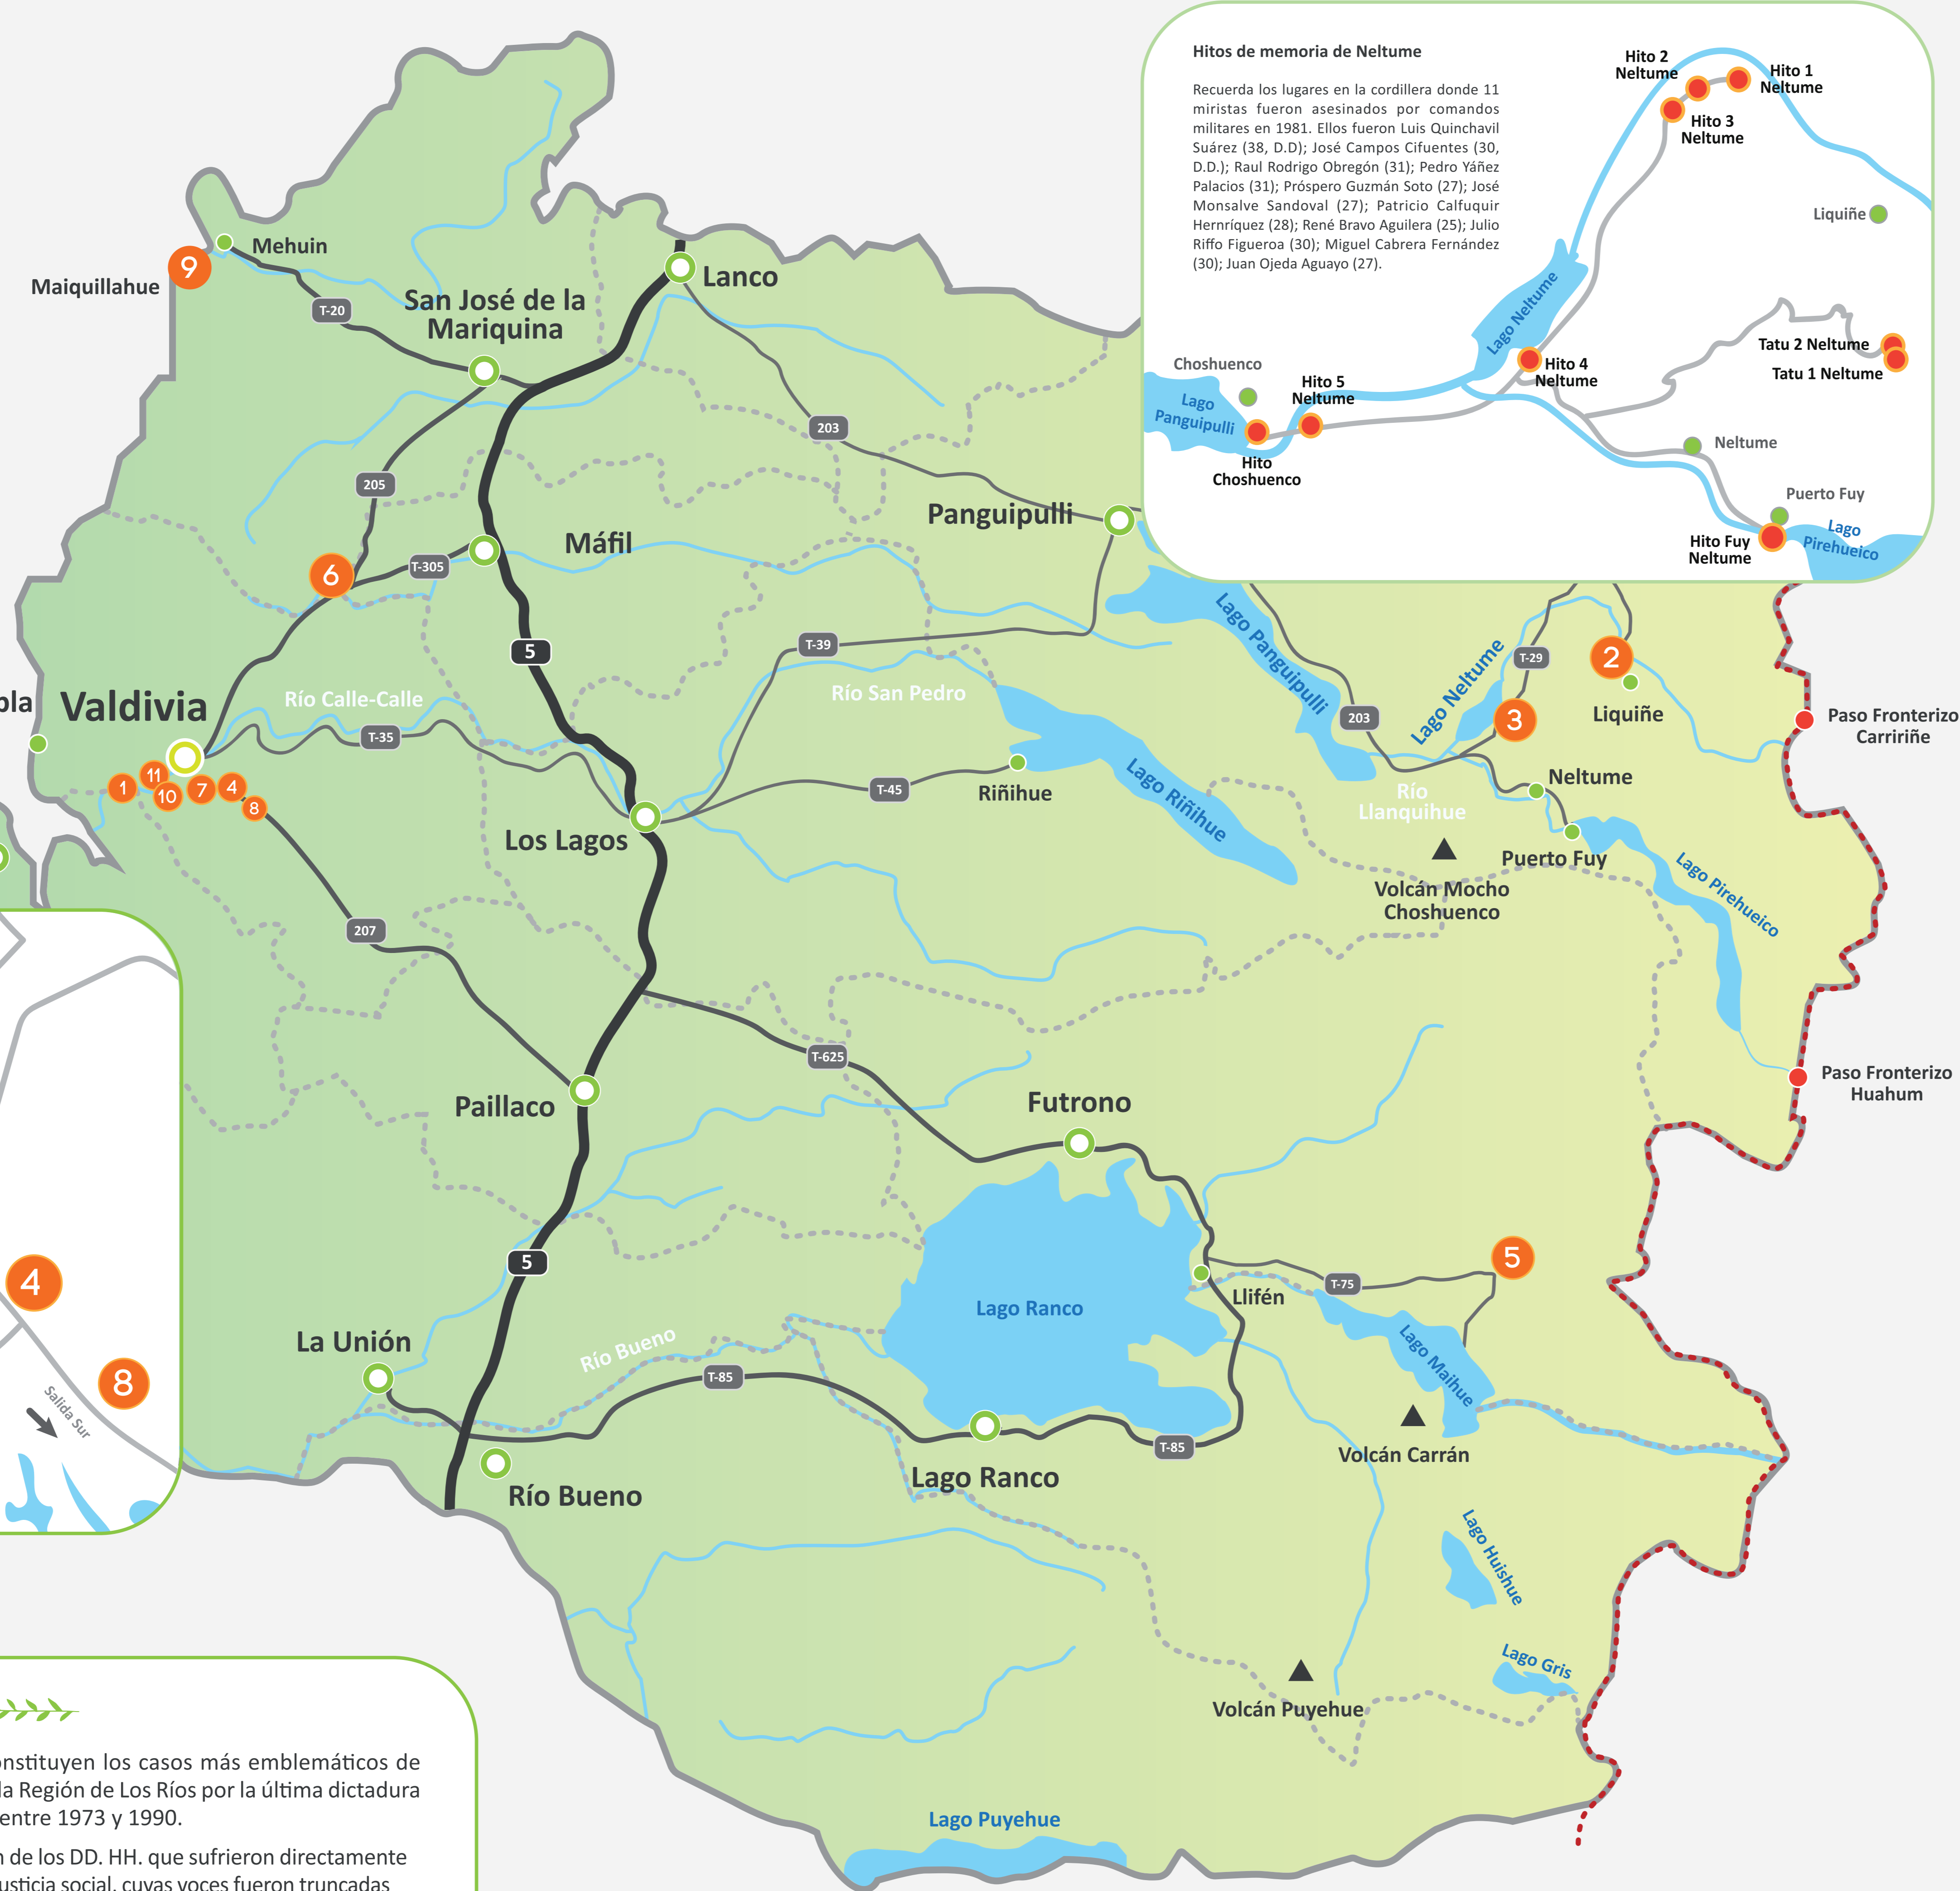 Hitos de memoria de Neltume
Recuerda los lugares en la cordillera donde 11
miristas fueron asesinados por comandos
militares en 1981. Ellos fueron Luis Quinchavil
Suárez (38, D.D); José Campos Cifuentes (30,
D.D.); Raul Rodrigo Obregón (31); Pedro Yáñez
Palacios (31); Próspero Guzmán Soto (27); José
Monsalve Sandoval (27); Patricio Calfuquir
Hernríquez (28); René Bravo Aguilera (25); Julio
Riffo Figueroa (30); Miguel Cabrera Fernández
(30); Juan Ojeda Aguayo (27).
Hito 2
Neltume
Hito 1
Neltume
Hito 3
Neltume
Liquiñe
Lago Neltume
Tatu 2 Neltume
Tatu 1 Neltume
Hito 4
Neltume
Choshuenco
Hito 5
Neltume
Lago
Panguipulli
Hito
Choshuenco
Neltume
Puerto Fuy
Hito Fuy
Neltume
Lago
Pirehueico
Mehuin
9
Maiquillahue
T-20
San José de la
Mariquina
Lanco
203
205
Panguipulli
Máfil
6
T-305
5
T-39
Lago Panguipulli
Lago Neltume
T-29
2
Liquiñe
3
203
Paso Fronterizo
Carririñe
pla
Valdivia
Río Calle-Calle
T-35
Río San Pedro
1
11
10
7
4
8
T-45
Riñihue
Lago Riñihue
Los Lagos
Río
Llanquihue
Neltume
Puerto Fuy
Volcán Mocho
Choshuenco
Lago Pirehueico
207
T-625
Paillaco
Futrono
Paso Fronterizo
Huahum
5
4
8
Salida Sur
La Unión
Río Bueno
T-85
Lago Ranco
Llifén
T-75
5
Lago Maihue
Volcán Carrán
T-85
Lago Ranco
Río Bueno
Lago Huishue
Lago Gris
Volcán Puyehue
Lago Puyehue
onstituyen los casos más emblemáticos de
la Región de Los Ríos por la última dictadura
entre 1973 y 1990.
n de los DD. HH. que sufrieron directamente
usticia social, cuyas voces fueron truncadas